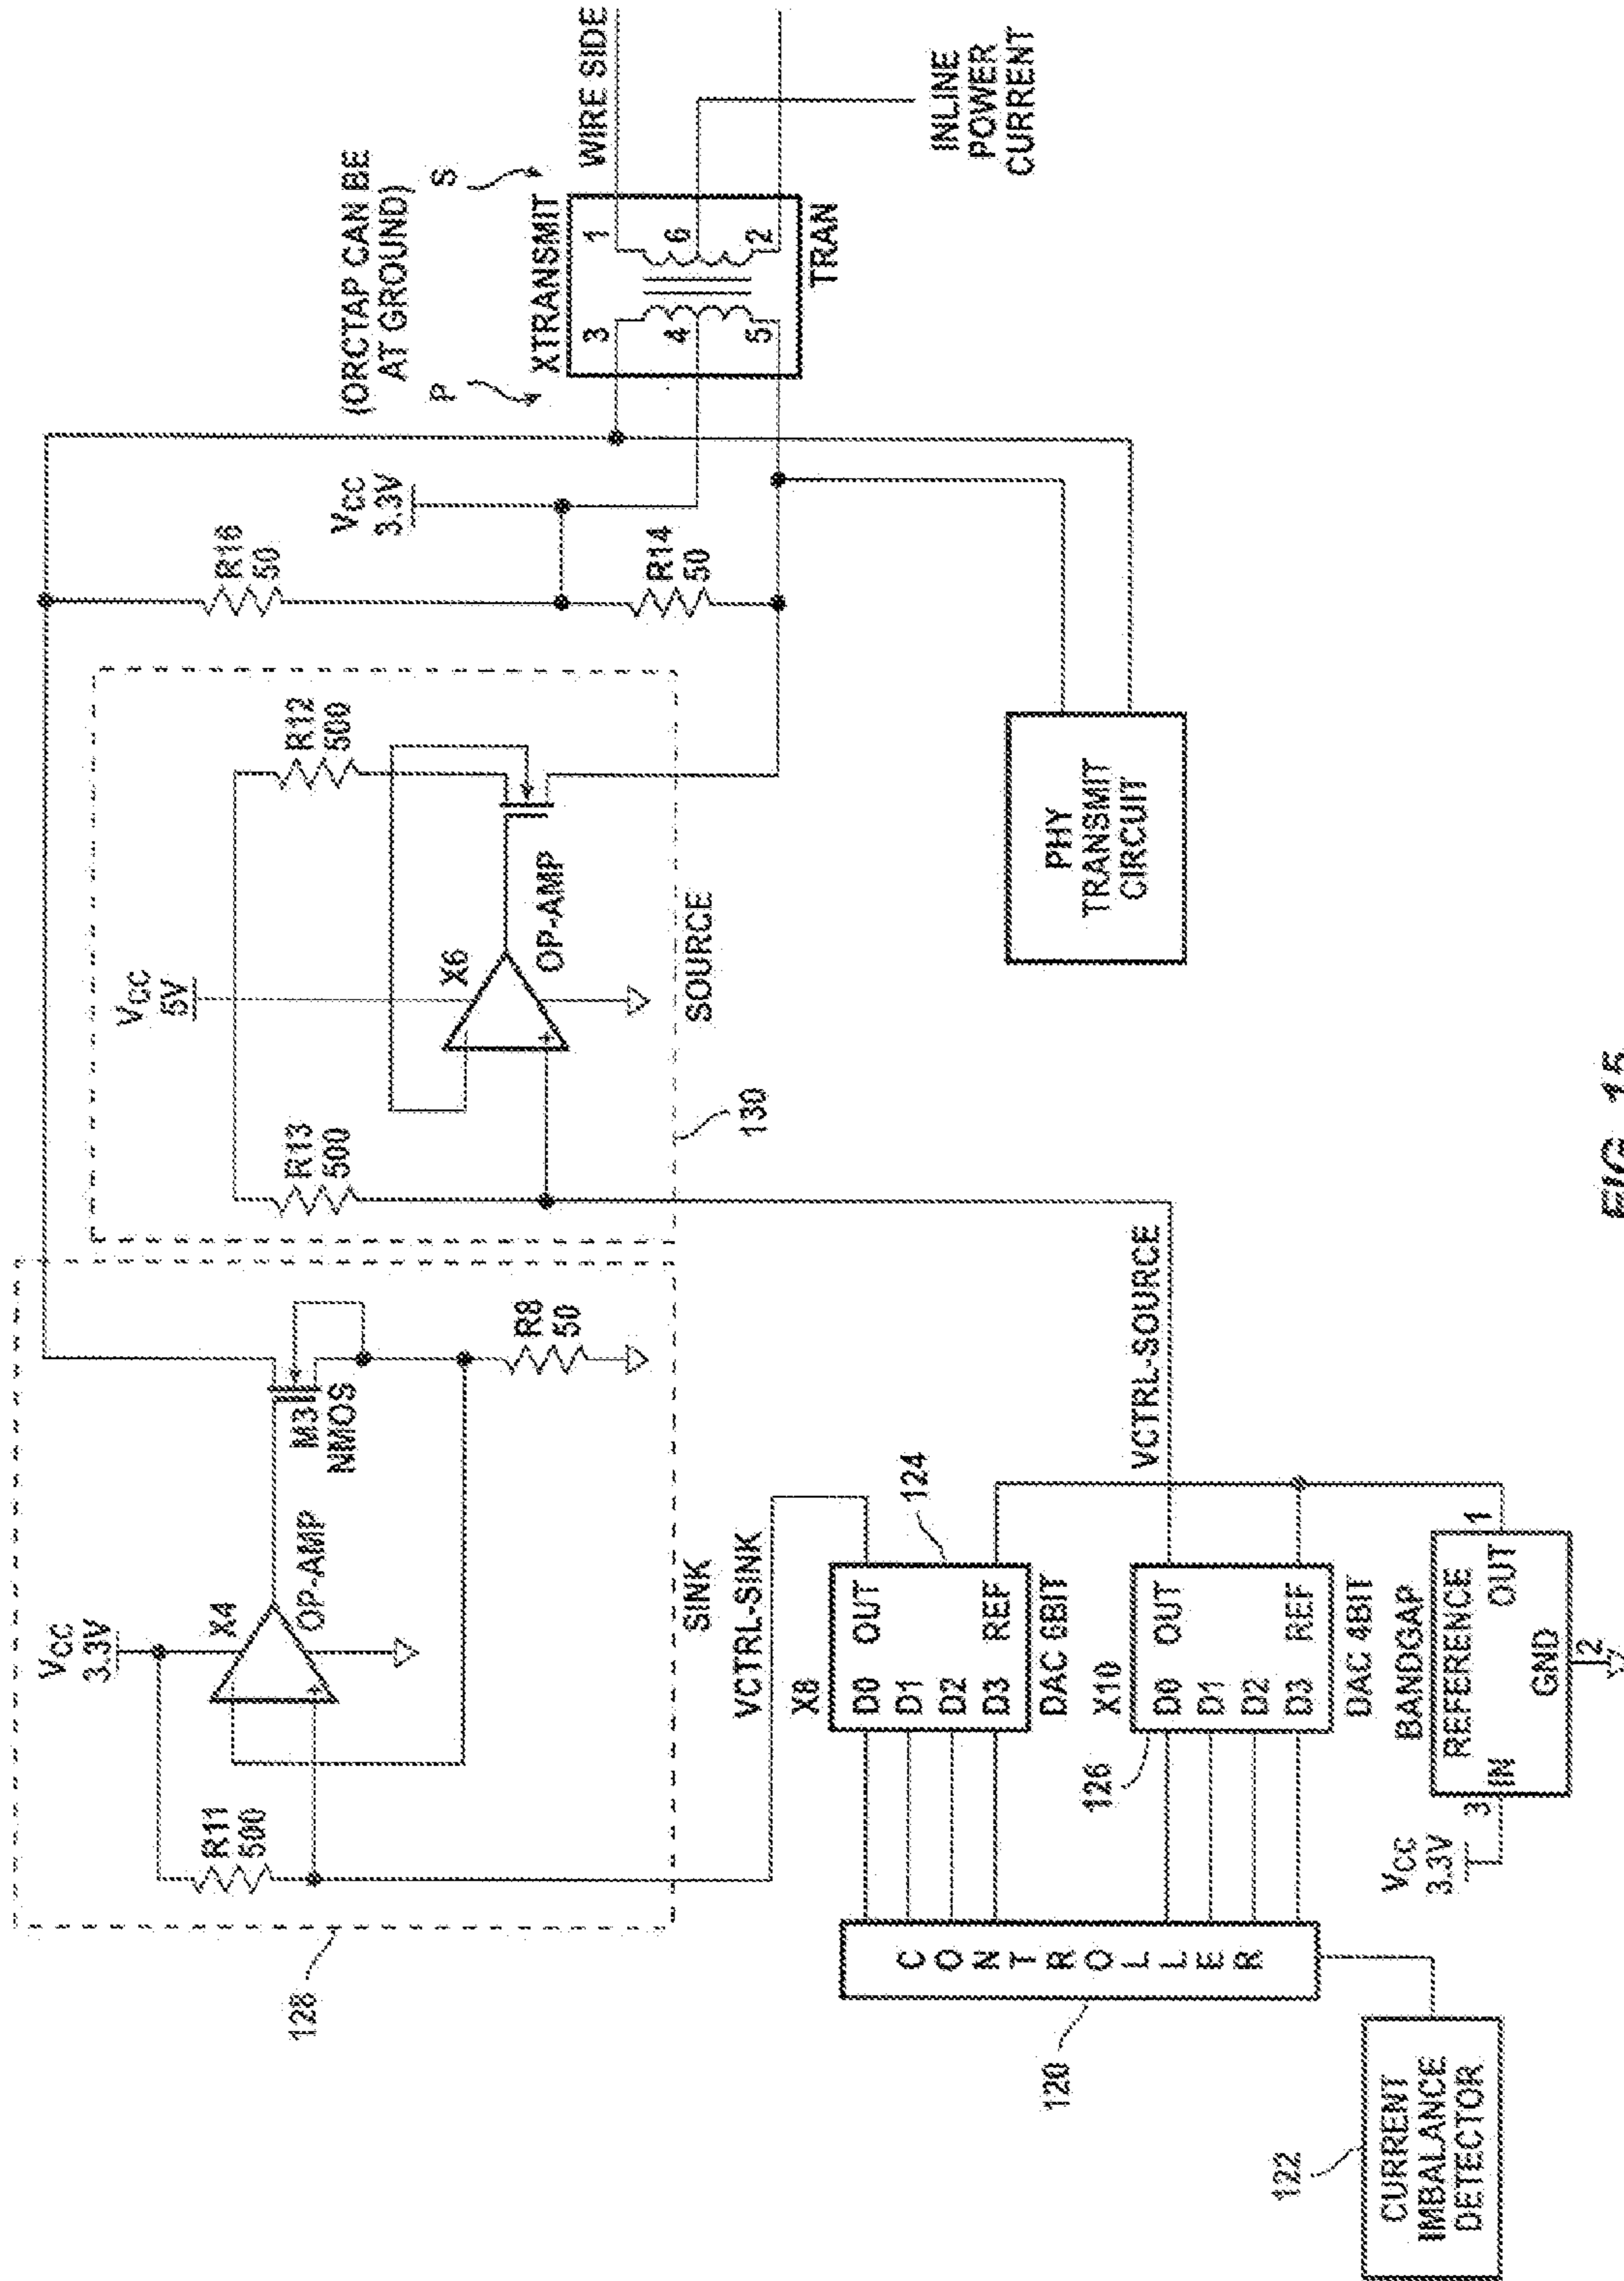 128
VCC
3.3V
R11
500
X4
OP-AMP
M3
NMOS
R8
50
SINK
VCC
5V
R13
500
R12
500
X6
OP-AMP
SOURCE
130
R16
50
VCC
3.3V
R14
50
(ORCTAP CAN BE
AT GROUND)
P
S
XTRANSMIT
3
4
5
1
6
2
TRAN
WIRE SIDE
INLINE
POWER
CURRENT
PHY
TRANSMIT
CIRCUIT
VCTRL-SINK
VCTRL-SOURCE
124
X8
D0 OUT
D1
D2
D3 REF
DAC 6BIT
X10
126
D0 OUT
D1
D2
D3 REF
DAC 4BIT
BANDGAP
REFERENCE
IN
OUT
GND
1
2
3
VCC
3.3V
CONTROLLER
120
122
CURRENT
IMBALANCE
DETECTOR
FIG. 15